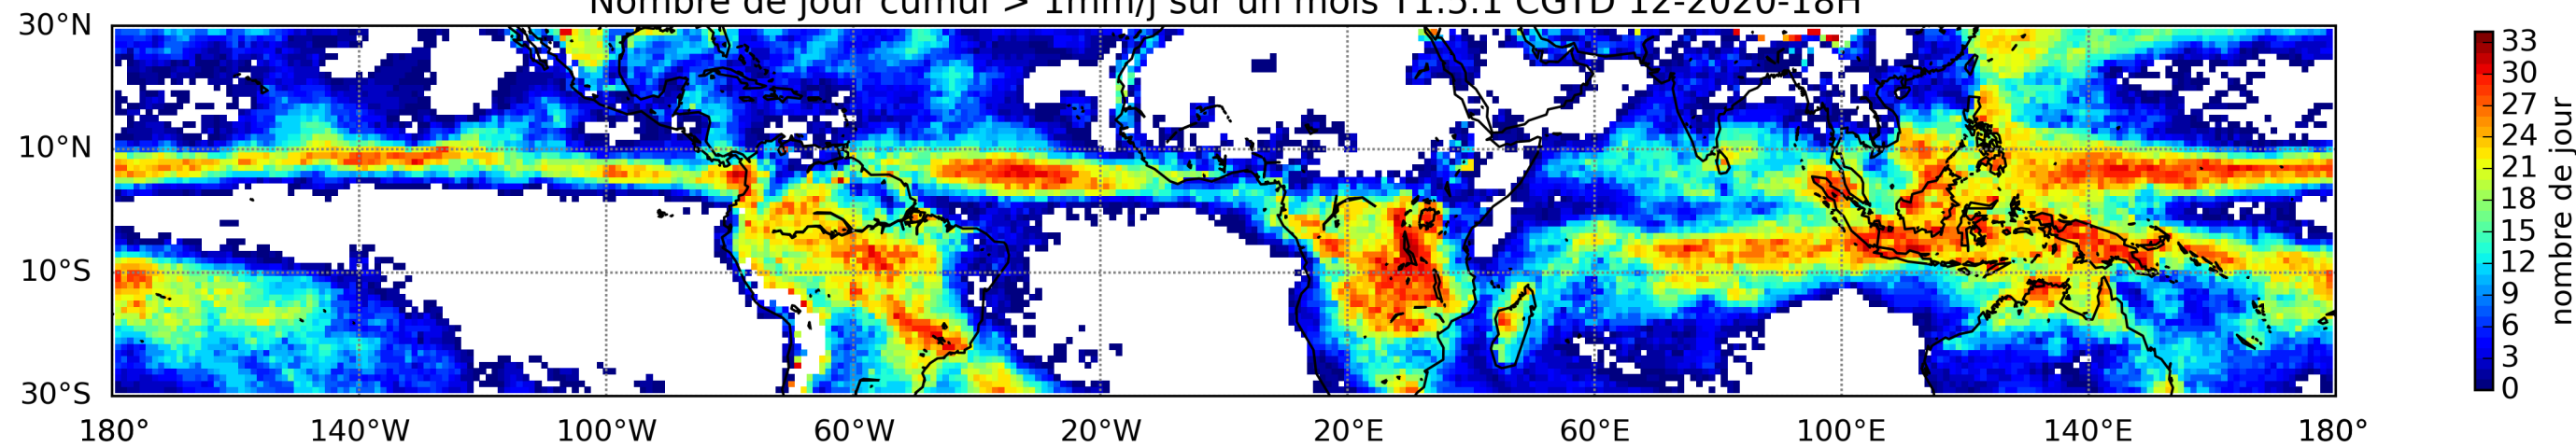 Nombre de jour cumul > 1mm/j sur un mois T1.5.1 CGTD 12-2020-18H
30°N
10°N
10°S
30°S
180° 140°W 100°W 60°W 20°W 20°E 60°E 100°E 140°E 180°
33
30
27
24
21
18
15
12
9
6
3
0
nombre de jour